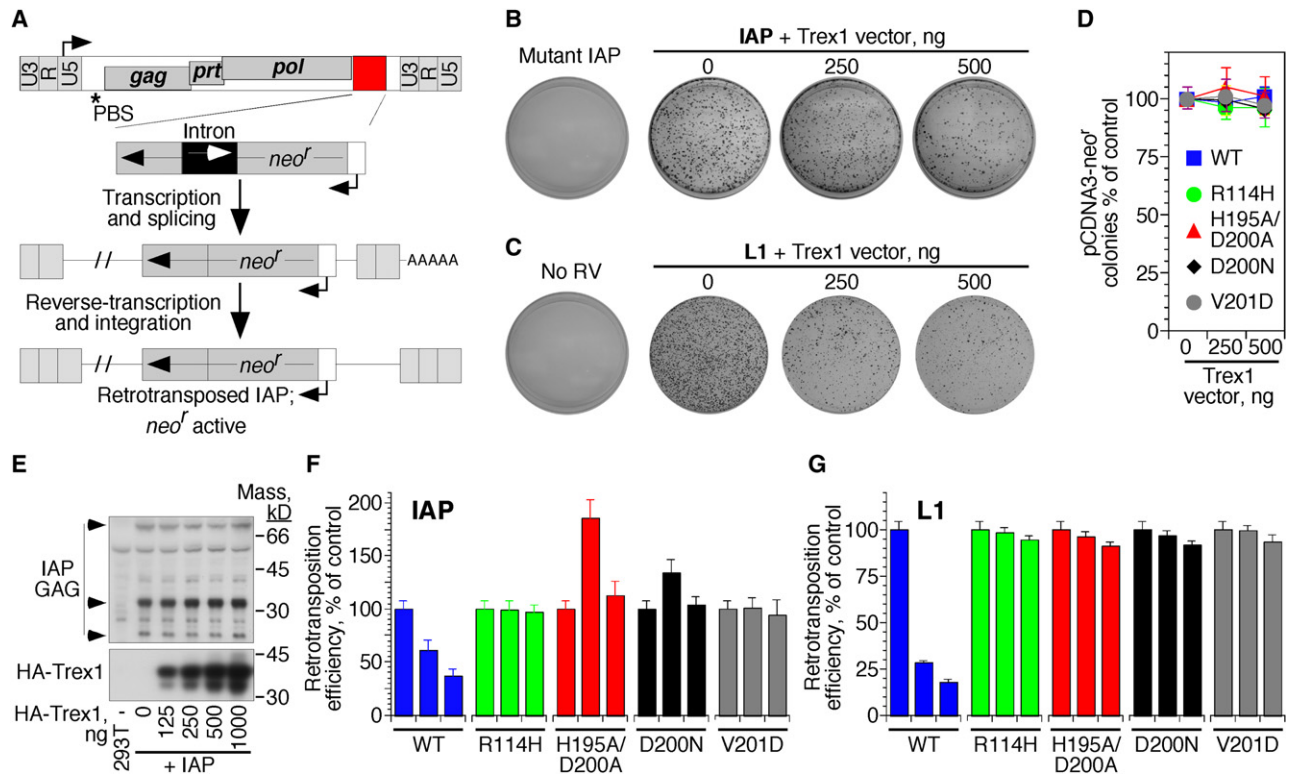 A
U3
R
U5
gag
prt
pol
U3
R
U5
*
PBS
Intron
neoʳ
Transcription
and splicing
//
neoʳ
AAAAA
Reverse-transcription
and integration
//
neoʳ
Retrotransposed IAP;
neoʳ active
B
Mutant IAP
IAP + Trex1 vector, ng
0 250 500
C
No RV
L1 + Trex1 vector, ng
0 250 500
D
pCDNA3-neoʳ
colonies % of control
100
75
50
25
0
WT
R114H
H195A/
D200A
D200N
V201D
0 250 500
Trex1
vector, ng
E
Mass,
kD
IAP
GAG
-66
-45
-30
HA-Trex1
-45
-30
HA-Trex1,
ng
293T
-
0
125
250
500
1000
+ IAP
F
IAP
Retrotransposition
efficiency, % of control
200
150
100
50
0
WT R114H H195A/ D200N V201D
D200A
G
L1
Retrotransposition
efficiency, % of control
100
75
50
25
0
WT R114H H195A/ D200N V201D
D200A